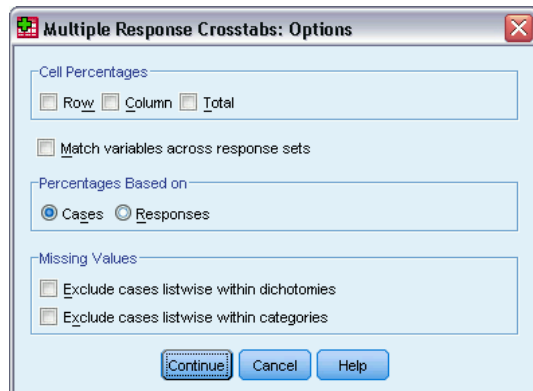 Multiple Response Crosstabs: Options
Cell Percentages
Row Column Total
Match variables across response sets
Percentages Based on
Cases Responses
Missing Values
Exclude cases listwise within dichotomies
Exclude cases listwise within categories
Continue Cancel Help